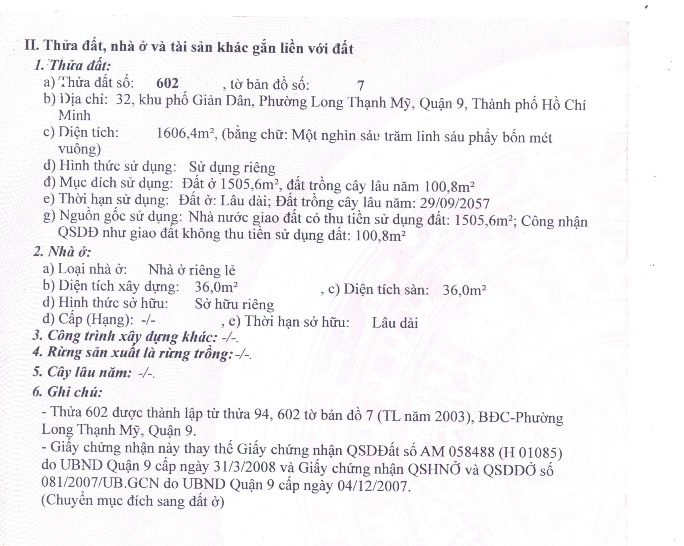 II. Thửa đất, nhà ở và tài sản khác gắn liền với đất
1. Thửa đất:
a) Thửa đất số: 602 , tờ bản đồ số: 7
b) Địa chỉ: 32, khu phố Giản Dân, Phường Long Thạnh Mỹ, Quận 9, Thành phố Hồ Chí
Minh
c) Diện tích: 1606,4m², (bằng chữ: Một nghìn sáu trăm linh sáu phẩy bốn mét
vuông)
d) Hình thức sử dụng: Sử dụng riêng
đ) Mục đích sử dụng: Đất ở 1505,6m², đất trồng cây lâu năm 100,8m²
e) Thời hạn sử dụng: Đất ở: Lâu dài; Đất trồng cây lâu năm: 29/09/2057
g) Nguồn gốc sử dụng: Nhà nước giao đất có thu tiền sử dụng đất: 1505,6m²; Công nhận
QSDĐ như giao đất không thu tiền sử dụng đất: 100,8m²
2. Nhà ở:
a) Loại nhà ở: Nhà ở riêng lẻ
b) Diện tích xây dựng: 36,0m² , c) Diện tích sàn: 36,0m²
d) Hình thức sở hữu: Sở hữu riêng
đ) Cấp (Hạng): -/- , e) Thời hạn sở hữu: Lâu dài
3. Công trình xây dựng khác: -/-.
4. Rừng sản xuất là rừng trồng: -/-.
5. Cây lâu năm: -/-.
6. Ghi chú:
- Thửa 602 được thành lập từ thửa 94, 602 tờ bản đồ 7 (TL năm 2003), BĐC-Phường
Long Thạnh Mỹ, Quận 9.
- Giấy chứng nhận này thay thế Giấy chứng nhận QSDĐất số AM 058488 (H 01085)
do UBND Quận 9 cấp ngày 31/3/2008 và Giấy chứng nhận QSHNỞ và QSDĐỞ số
081/2007/UB.GCN do UBND Quận 9 cấp ngày 04/12/2007.
(Chuyển mục đích sang đất ở)